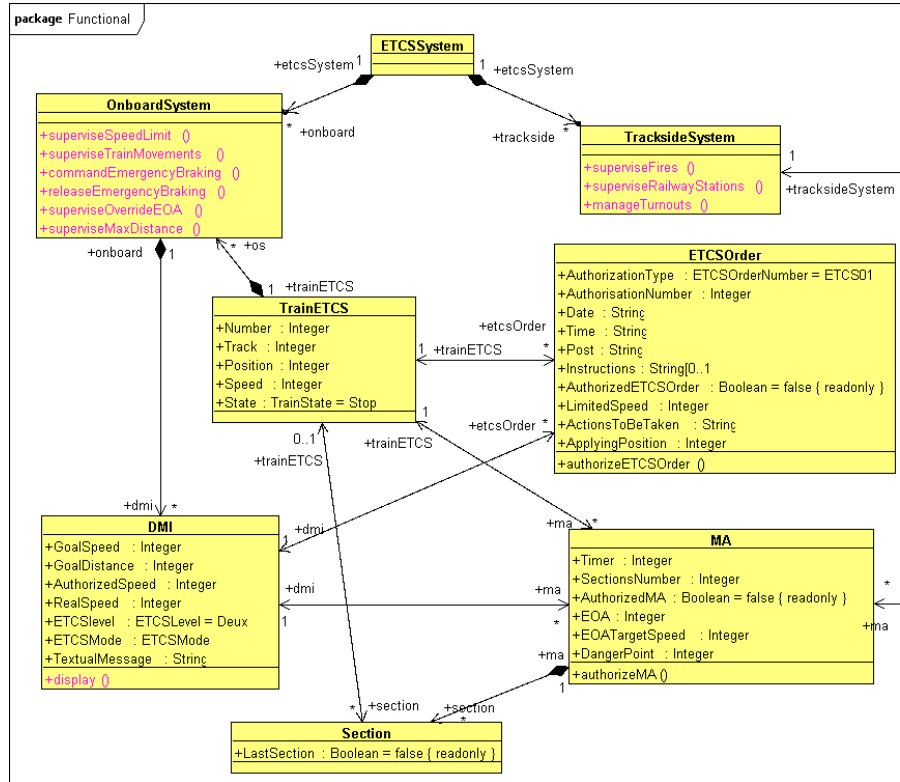 package Functional
ETCSSystem
+etcsSystem 1
1 +etcsSystem
OnboardSystem
+superviseSpeedLimit ()
+superviseTrainMovements ()
+commandEmergencyBraking ()
+releaseEmergencyBraking ()
+superviseOverrideEOA ()
+superviseMaxDistance ()
* +onboard
+trackside *
TracksideSystem
+superviseFires ()
+superviseRailwayStations ()
+manageTurnouts ()
1
+tracksideSystem
+onboard 1
* +os
1 +trainETCS
TrainETCS
+Number : Integer
+Track : Integer
+Position : Integer
+Speed : Integer
+State : TrainState = Stop
ETCSOrder
+AuthorizationType : ETCSOrderNumber = ETCS01
+AuthorisationNumber : Integer
+Date : String
+Time : String
+Post : String
+Instructions : String[0..1
+AuthorizedETCSOrder : Boolean = false { readonly }
+LimitedSpeed : Integer
+ActionsToBeTaken : String
+ApplyingPosition : Integer
+authorizeETCSOrder ()
+etcsOrder
1 +trainETCS *
1
+trainETCS
+etcsOrder *
0..1
+trainETCS
+dmi *
DMI
+GoalSpeed : Integer
+GoalDistance : Integer
+AuthorizedSpeed : Integer
+RealSpeed : Integer
+ETCSlevel : ETCSLevel = Deux
+ETCSMode : ETCSMode
+TextualMessage : String
+display ()
1 +dmi
+ma *
MA
+Timer : Integer
+SectionsNumber : Integer
+AuthorizedMA : Boolean = false { readonly }
+EOA : Integer
+EOATargetSpeed : Integer
+DangerPoint : Integer
+authorizeMA ()
+dmi
1
+ma
*
*
+ma
+ma
1
* +section
+section
*
Section
+LastSection : Boolean = false { readonly }